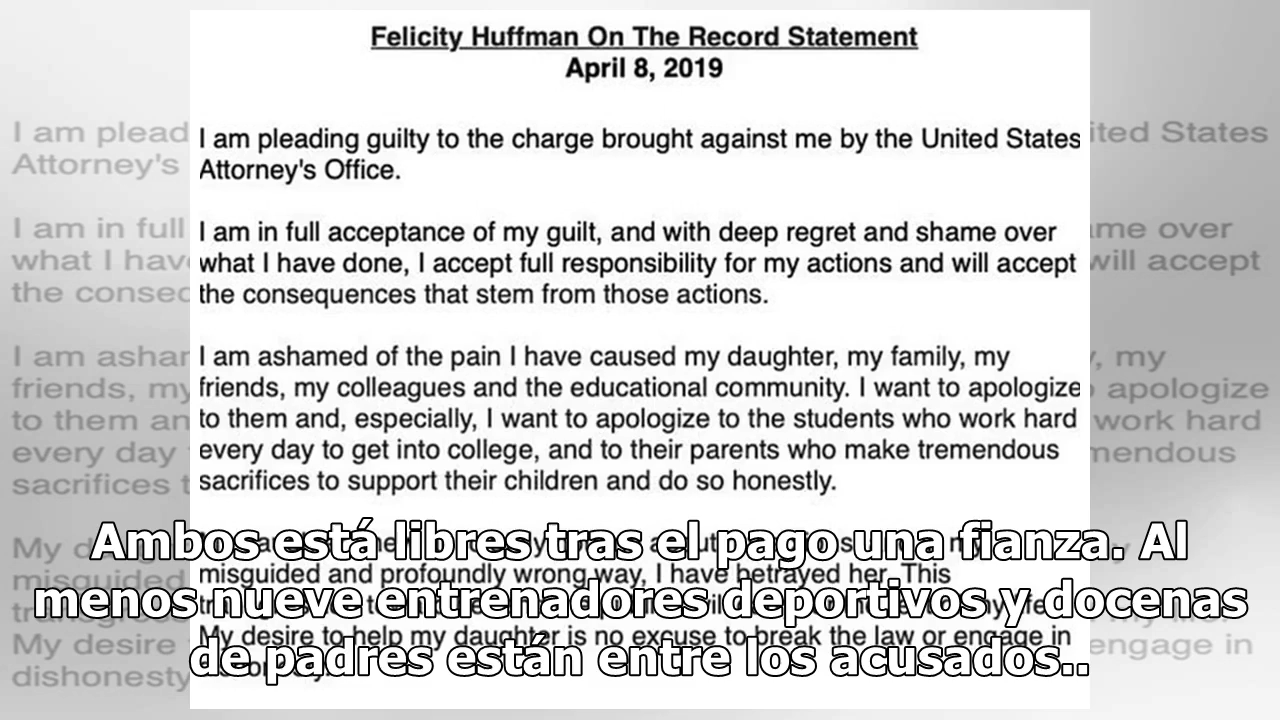 Felicity Huffman On The Record Statement
April 8, 2019
I am pleading guilty to the charge brought against me by the United States
Attorney's Office.
I am in full acceptance of my guilt, and with deep regret and shame over
what I have done, I accept full responsibility for my actions and will accept
the consequences that stem from those actions.
I am ashamed of the pain I have caused my daughter, my family, my
friends, my colleagues and the educational community. I want to apologize
to them and, especially, I want to apologize to the students who work hard
every day to get into college, and to their parents who make tremendous
sacrifices to support their children and do so honestly.
misguided and profoundly wrong way, I have betrayed her. This
My desire to help my daughter is no excuse to break the law or engage in
Ambos está libres tras el pago una fianza. Al
menos nueve entrenadores deportivos y docenas
de padres están entre los acusados..